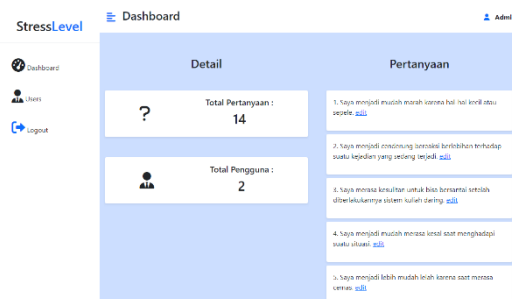 StressLevel
Dashboard
Admi
Dashboard
Users
Logout
Detail
Total Pertanyaan :
14
Total Pengguna :
2
Pertanyaan
1. Saya menjadi mudah marah karena hal-hal kecil atau
sepele. edit
2. Saya menjadi cenderung bereaksi berlebihan terhadap
suatu kejadian yang sedang terjadi. edit
3. Saya merasa kesulitan untuk bisa bersantai setelah
diberlakukannya sistem kuliah daring. edit
4. Saya menjadi mudah merasa kesal saat menghadapi
suatu situasi. edit
5. Saya menjadi lebih mudah lelah karena saat merasa
cemas. edit